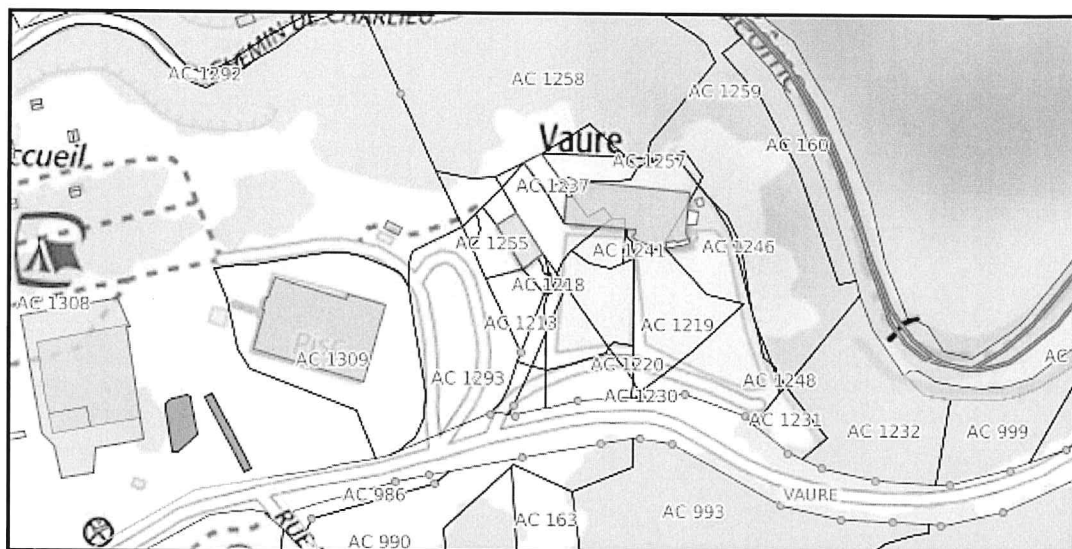 CHEMIN DE CHARLIEU
AC 1292
AC 1258
AC 1259
Vaure
AC 160
ccueil
AC 1257
AC 1237
AC 1255
AC 1241
AC 1246
AC 1218
AC 1308
AC 1213
AC 1219
AC 1309
AC 1220
AC 1293
AC 1248
AC 1230
AC 1231
AC 1232
AC 999
AC 986
VAURE
RUE
AC 163
AC 993
AC 990